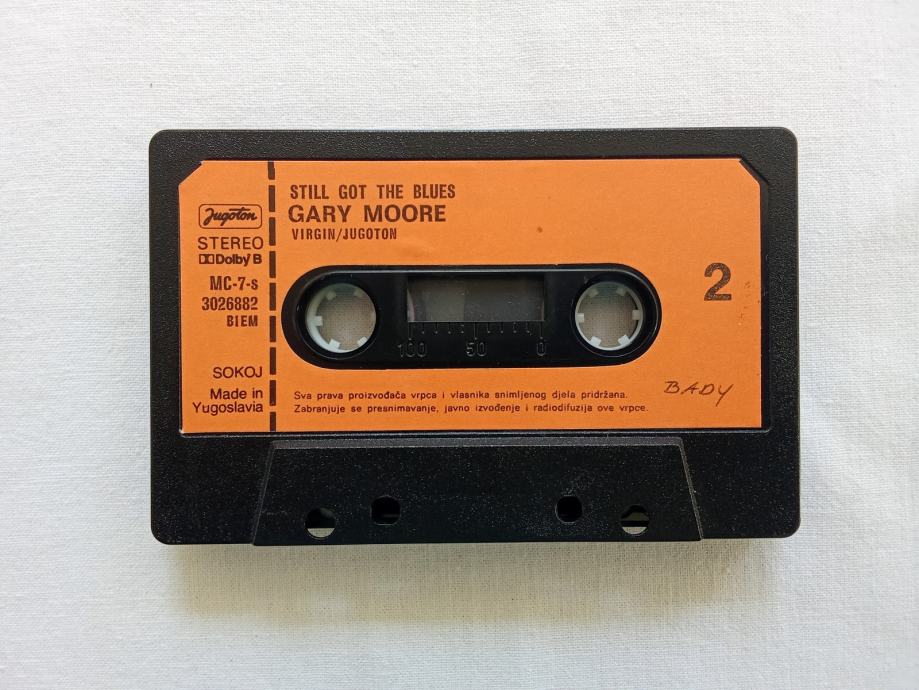 Jugoton
STEREO
Dolby B
MC-7-s
3026882
BIEM
SOKOJ
Made in
Yugoslavia
STILL GOT THE BLUES
GARY MOORE
VIRGIN/JUGOTON
2
100 50 0
Sva prava proizvođača vrpca i vlasnika snimljenog djela pridržana.
Zabranjuje se presnimavanje, javno izvođenje i radiodifuzija ove vrpce.
BADY